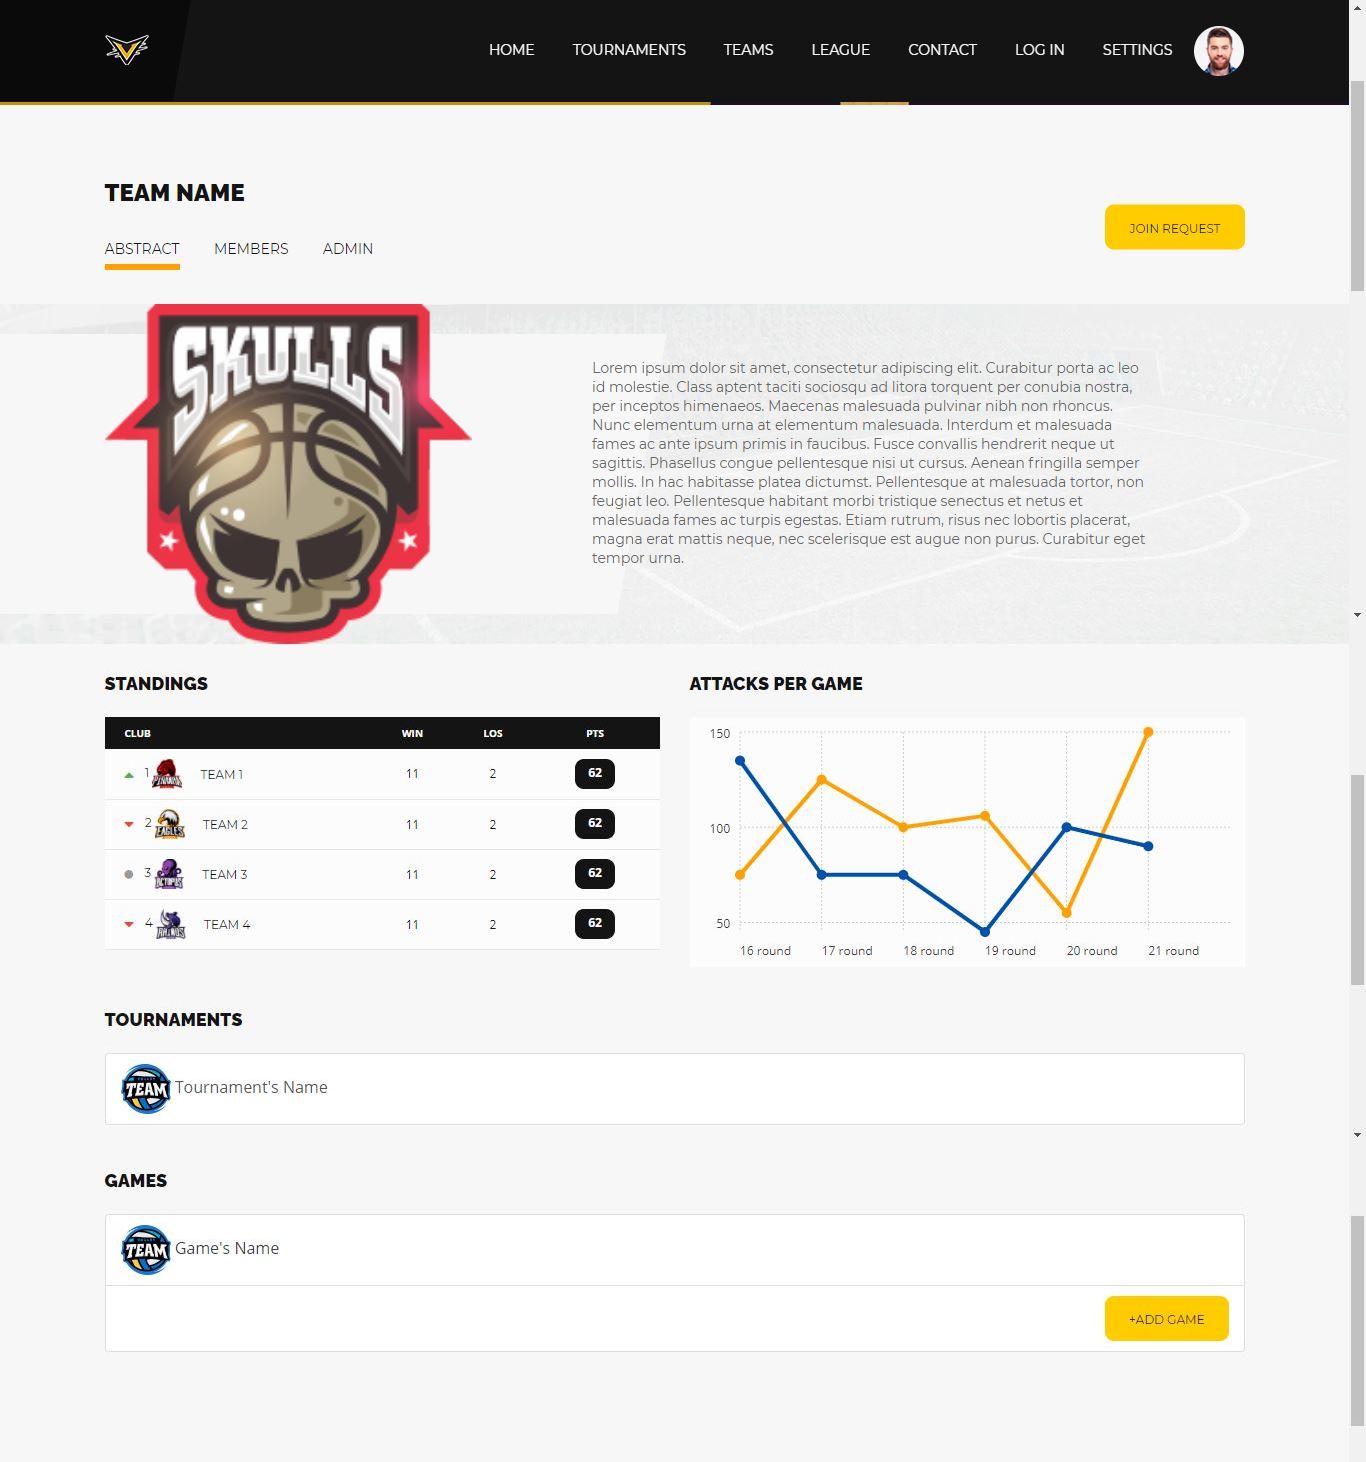 HOME TOURNAMENTS TEAMS LEAGUE CONTACT LOG IN SETTINGS
TEAM NAME
JOIN REQUEST
ABSTRACT MEMBERS ADMIN
SKULLS
Lorem ipsum dolor sit amet, consectetur adipiscing elit. Curabitur porta ac leo
id molestie. Class aptent taciti sociosqu ad litora torquent per conubia nostra,
per inceptos himenaeos. Maecenas malesuada pulvinar nibh non rhoncus.
Nunc elementum urna at elementum malesuada. Interdum et malesuada
fames ac ante ipsum primis in faucibus. Fusce convallis hendrerit neque ut
sagittis. Phasellus congue pellentesque nisi ut cursus. Aenean fringilla semper
mollis. In hac habitasse platea dictumst. Pellentesque at malesuada tortor, non
feugiat leo. Pellentesque habitant morbi tristique senectus et netus et
malesuada fames ac turpis egestas. Etiam rutrum, risus nec lobortis placerat,
magna erat mattis neque, nec scelerisque est augue non purus. Curabitur eget
tempor urna.
STANDINGS
CLUB WIN LOS PTS
1 PIRANHA TEAM 1 11 2 62
2 EAGLES TEAM 2 11 2 62
3 OCTOPUS TEAM 3 11 2 62
4 TEAM 4 11 2 62
ATTACKS PER GAME
150
100
50
16 round 17 round 18 round 19 round 20 round 21 round
TOURNAMENTS
TEAM Tournament's Name
GAMES
TEAM Game's Name
+ADD GAME